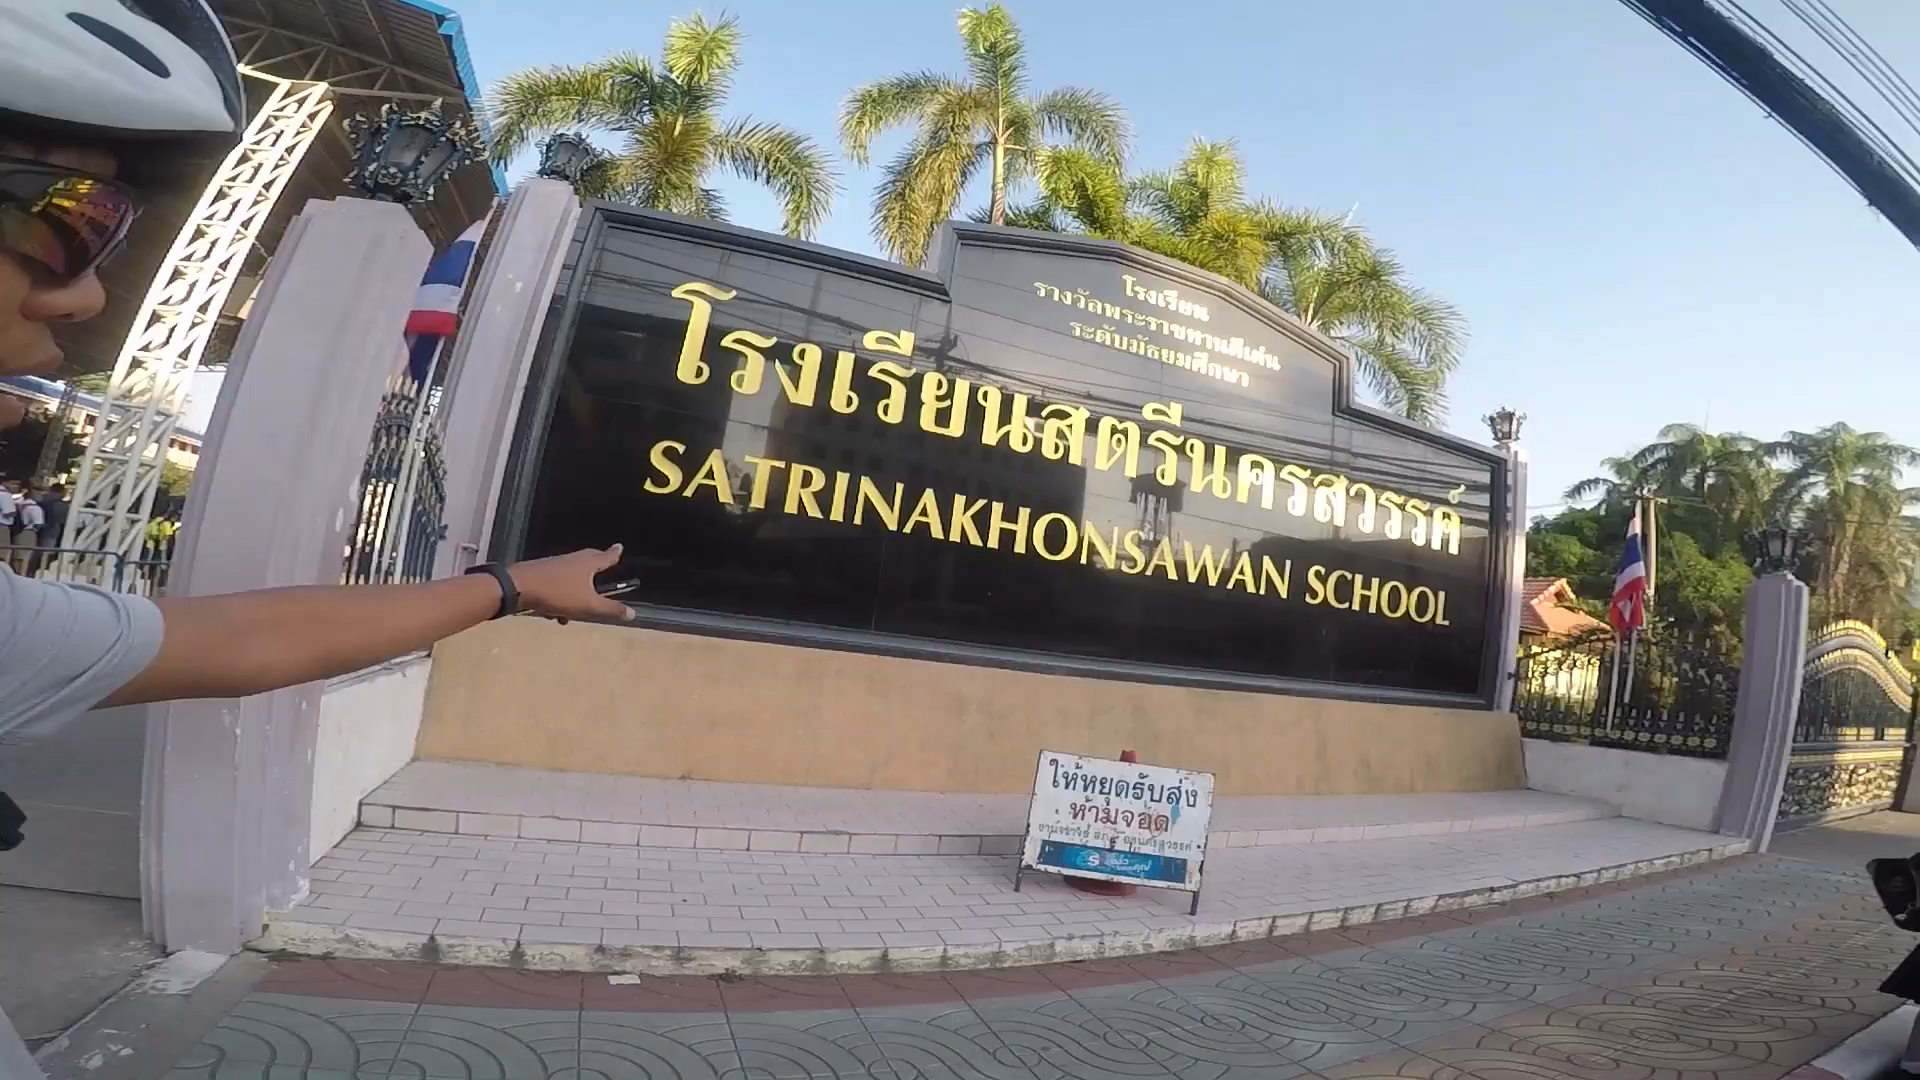 โรงเรียน
รางวัลพระราชทานดีเด่น
ระดับมัธยมศึกษา
โรงเรียนสตรีนครสวรรค์
SATRINAKHONSAWAN SCHOOL
ให้หยุดรับส่ง
ห้ามจอด